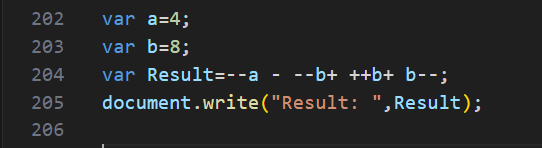 202 var a=4;
203 var b=8;
204 var Result=--a - --b+ ++b+ b--;
205 document.write("Result: ",Result);
206